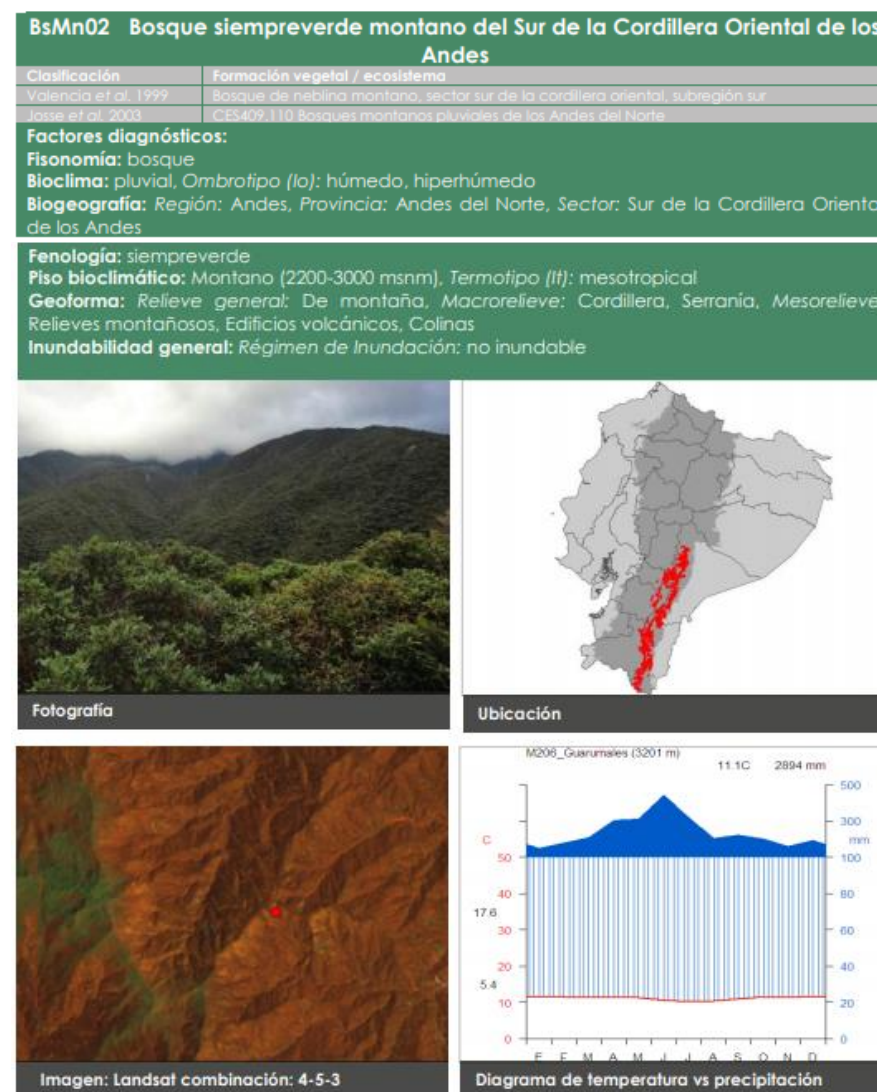 BsMn02 Bosque siempreverde montano del Sur de la Cordillera Oriental de los
Andes
Clasificación Formación vegetal / ecosistema
Valencia et al. 1999 Bosque de neblina montano, sector sur de la cordillera oriental, subregión sur
Josse et al. 2003 CES409.110 Bosques montanos pluviales de los Andes del Norte
Factores diagnósticos:
Fisonomía: bosque
Bioclima: pluvial, Ombrotipo (Io): húmedo, hiperhúmedo
Biogeografía: Región: Andes, Provincia: Andes del Norte, Sector: Sur de la Cordillera Oriental
de los Andes
Fenología: siempreverde
Piso bioclimático: Montano (2200-3000 msnm), Termotipo (It): mesotropical
Geoforma: Relieve general: De montaña, Macrorelieve: Cordillera, Serranía, Mesorelieve:
Relieves montañosos, Edificios volcánicos, Colinas
Inundabilidad general: Régimen de Inundación: no inundable
Fotografía
Ubicación
M206_Guarumales (3201 m)
11.1C 2894 mm
500
300
C mm
50 100
40 80
17.6
30 60
20 40
5.4
10 20
0 0
E F M A M J J A S O N D
Imagen: Landsat combinación: 4-5-3
Diagrama de temperatura vs precipitación